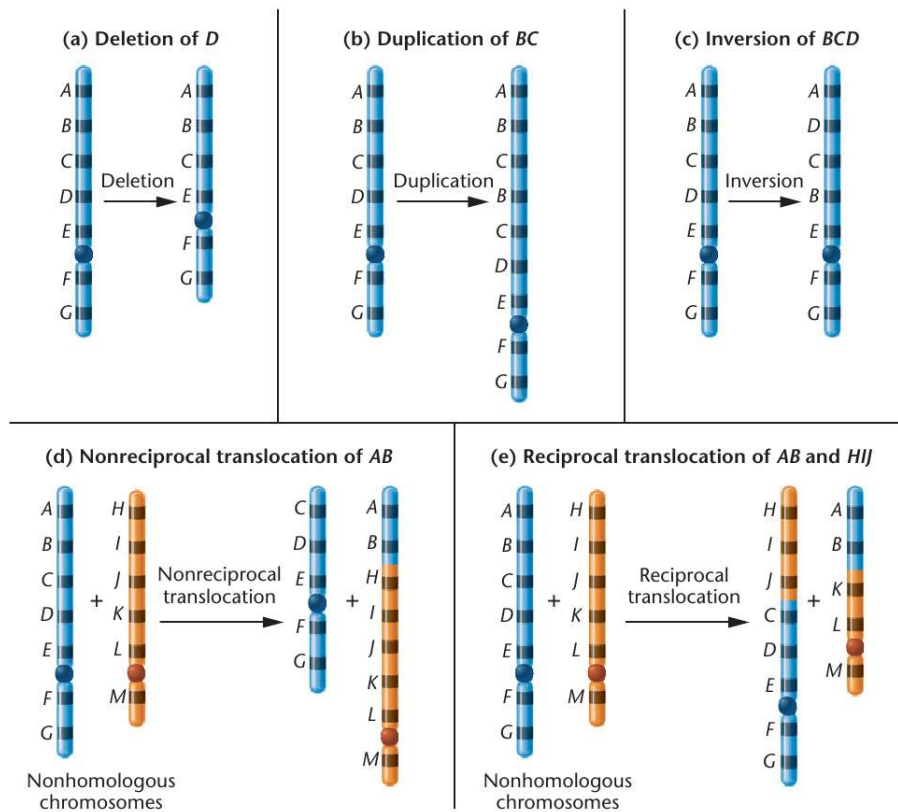 (a) Deletion of D
A
B
C
D
E
F
G
Deletion
A
B
C
E
F
G
(b) Duplication of BC
A
B
C
D
E
F
G
Duplication
A
B
C
B
C
D
E
F
G
(c) Inversion of BCD
A
B
C
D
E
F
G
Inversion
A
D
C
B
E
F
G
(d) Nonreciprocal translocation of AB
A
B
C
D
E
F
G
+
H
I
J
K
L
M
Nonreciprocal
translocation
C
D
E
F
G
+
A
B
H
I
J
K
L
M
Nonhomologous
chromosomes
(e) Reciprocal translocation of AB and HIJ
A
B
C
D
E
F
G
+
H
I
J
K
L
M
Reciprocal
translocation
H
I
J
C
D
E
F
G
+
A
B
K
L
M
Nonhomologous
chromosomes